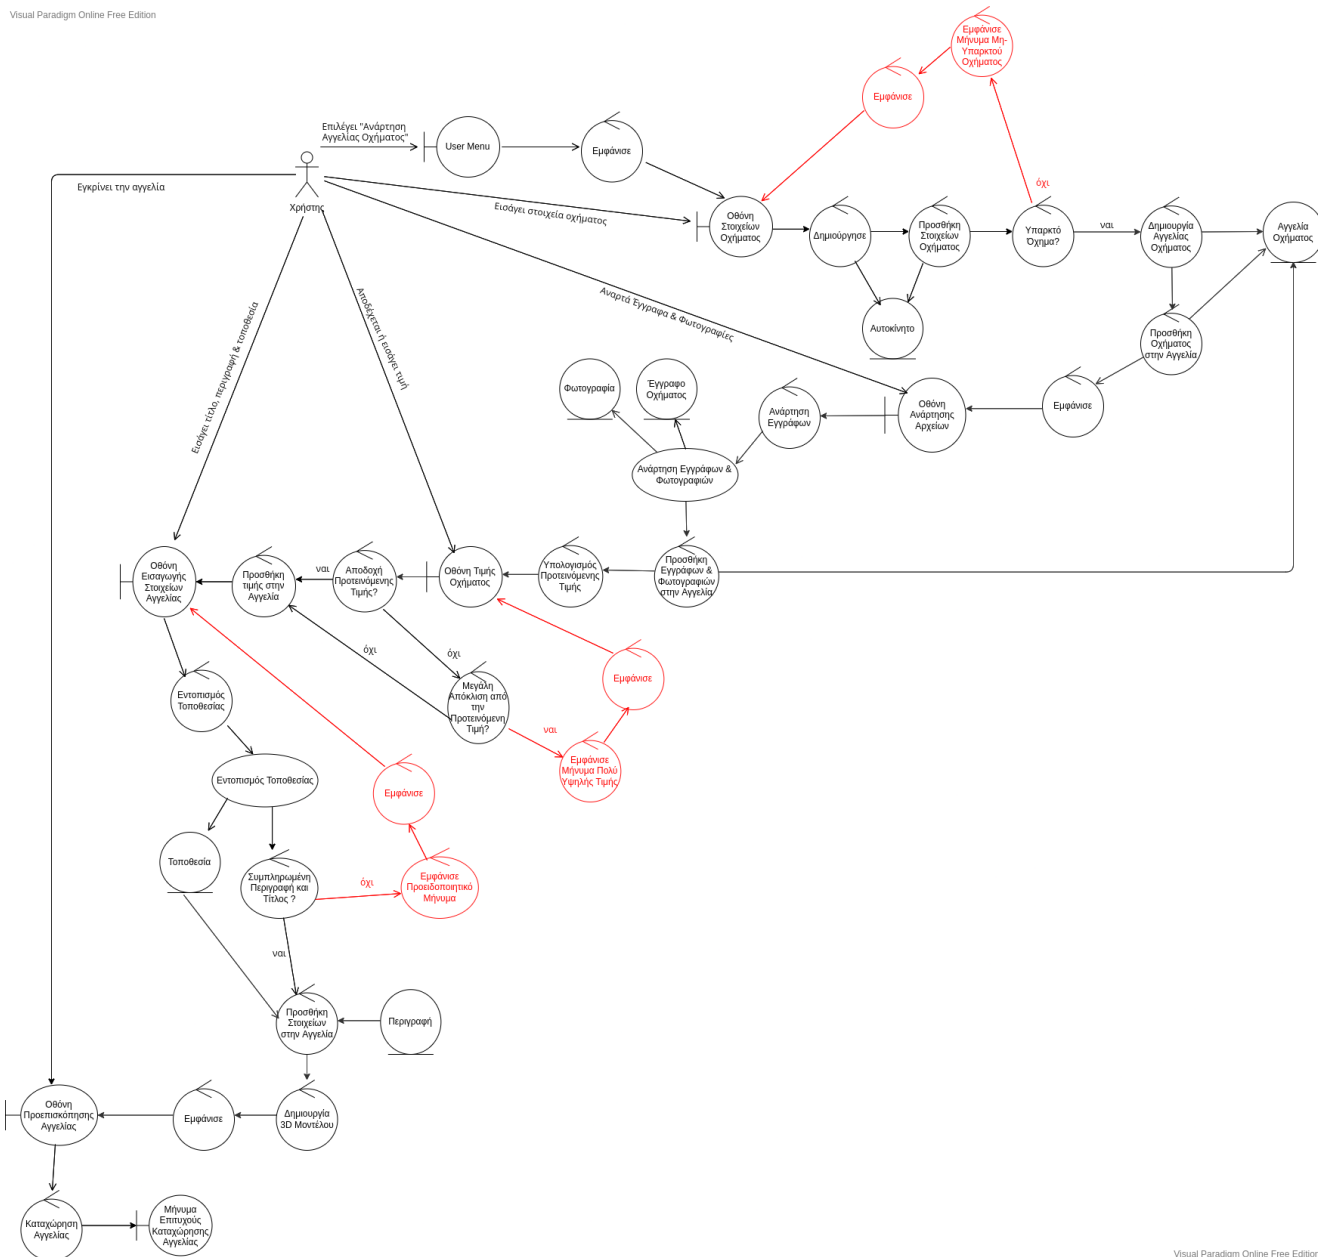 Visual Paradigm Online Free Edition
Εμφάνισε
Μήνυμα Μη-
Υπαρκτού
Οχήματος
Εμφάνισε
Επιλέγει "Ανάρτηση
Αγγελίας Οχήματος"
User Menu
Εμφάνισε
Εγκρίνει την αγγελία
Χρήστης
Εισάγει στοιχεία οχήματος
Οθόνη
Στοιχείων
Οχήματος
Δημιούργησε
Προσθήκη
Στοιχείων
Οχήματος
όχι
Υπαρκτό
Όχημα?
ναι
Δημιουργία
Αγγελίας
Οχήματος
Αγγελία
Οχήματος
Αυτοκίνητο
Προσθήκη
Οχήματος
στην Αγγελία
Εισάγει τίτλο, περιγραφή & τοποθεσία
Αποδέχεται ή εισάγει τιμή
Αναρτά Έγγραφα & Φωτογραφίες
Φωτογραφία
Έγγραφο
Οχήματος
Ανάρτηση
Εγγράφων
Οθόνη
Ανάρτησης
Αρχείων
Εμφάνισε
Ανάρτηση Εγγράφων &
Φωτογραφιών
Οθόνη
Εισαγωγής
Στοιχείων
Αγγελίας
Προσθήκη
τιμής στην
Αγγελία
ναι
Αποδοχή
Προτεινόμενης
Τιμής?
Οθόνη Τιμής
Οχήματος
Υπολογισμός
Προτεινόμενης
Τιμής
Προσθήκη
Εγγράφων &
Φωτογραφιών
στην Αγγελία
όχι
όχι
Εντοπισμός
Τοποθεσίας
Μεγάλη
Απόκλιση από
την
Προτεινόμενη
Τιμή?
Εμφάνισε
ναι
Εμφάνισε
Μήνυμα Πολύ
Υψηλής Τιμής
Εντοπισμός Τοποθεσίας
Εμφάνισε
Τοποθεσία
Συμπληρωμένη
Περιγραφή και
Τίτλος ?
όχι
Εμφάνισε
Προειδοποιητικό
Μήνυμα
ναι
Προσθήκη
Στοιχείων
στην Αγγελία
Περιγραφή
Οθόνη
Προεπισκόπησης
Αγγελίας
Εμφάνισε
Δημιουργία
3D Μοντέλου
Καταχώρηση
Αγγελίας
Μήνυμα
Επιτυχούς
Καταχώρησης
Αγγελίας
Visual Paradigm Online Free Edition